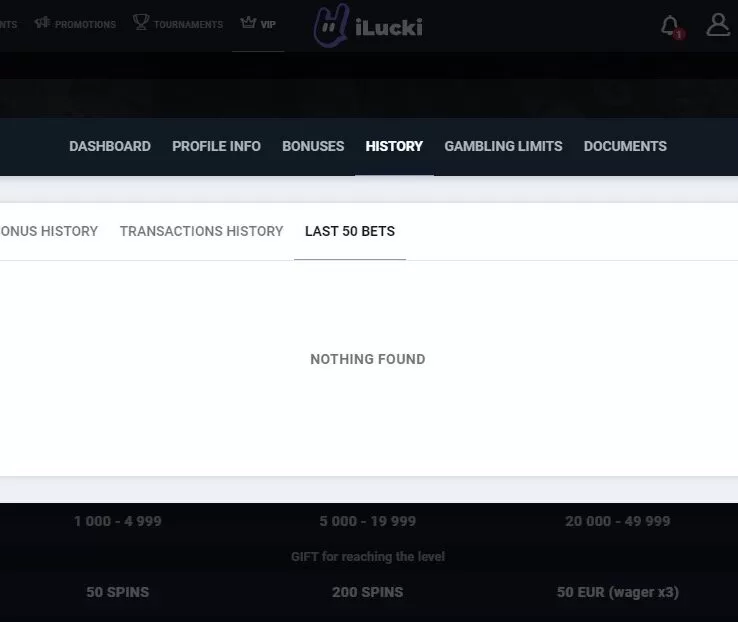 NTS PROMOTIONS TOURNAMENTS VIP iLucki 1
DASHBOARD PROFILE INFO BONUSES HISTORY GAMBLING LIMITS DOCUMENTS
ONUS HISTORY TRANSACTIONS HISTORY LAST 50 BETS
NOTHING FOUND
1 000 - 4 999 5 000 - 19 999 20 000 - 49 999
GIFT for reaching the level
50 SPINS 200 SPINS 50 EUR (wager x3)